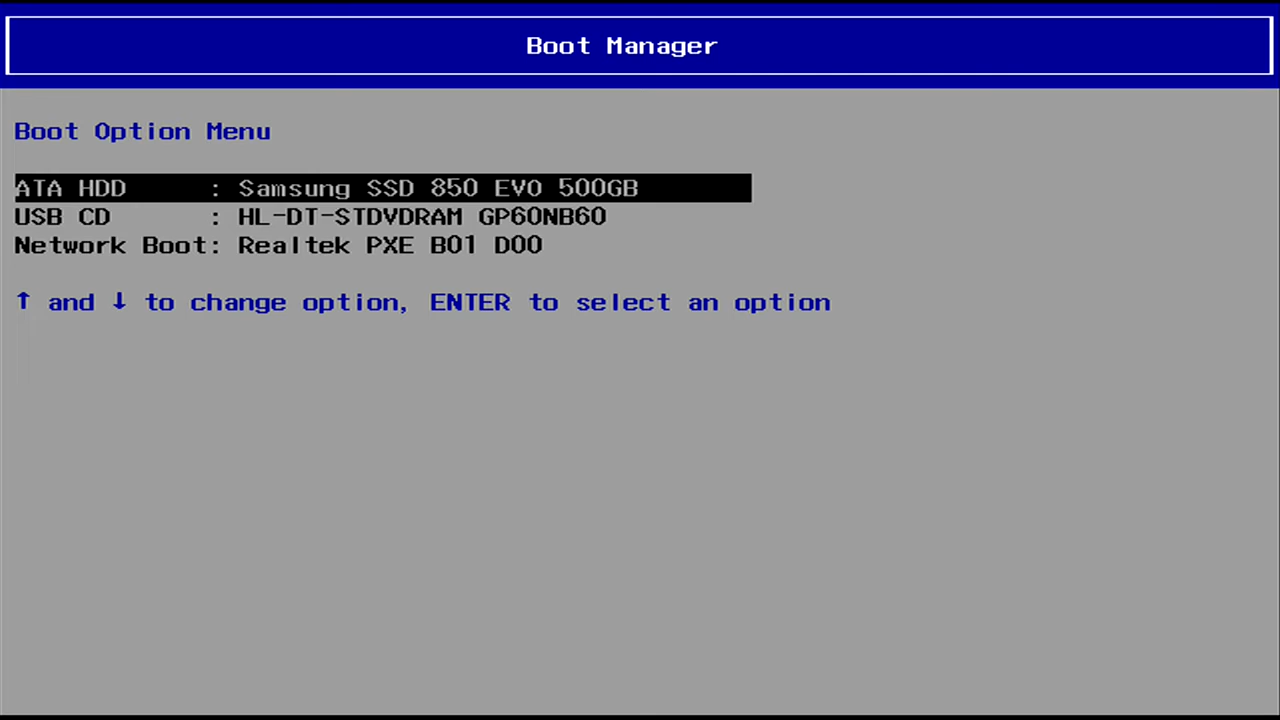 Boot Manager
Boot Option Menu
ATA HDD : Samsung SSD 850 EVO 500GB
USB CD : HL-DT-STDVDRAM GP60NB60
Network Boot: Realtek PXE B01 D00
↑ and ↓ to change option, ENTER to select an option